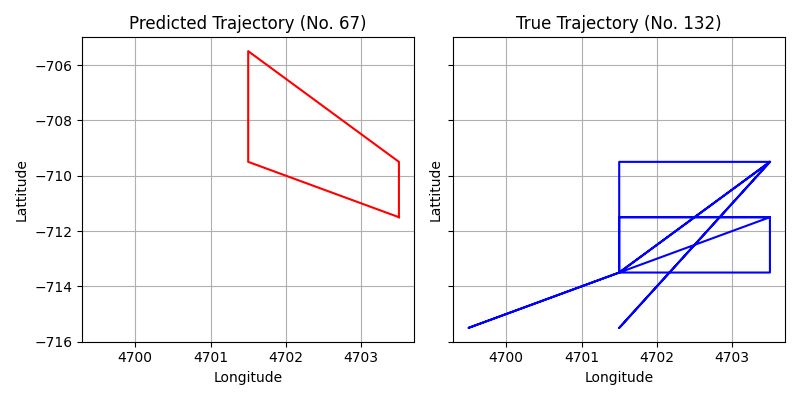 Predicted Trajectory (No. 67)
True Trajectory (No. 132)
Lattitude
−706
−708
−710
−712
−714
−716
4700
4701
4702
4703
Longitude
Lattitude
4700
4701
4702
4703
Longitude